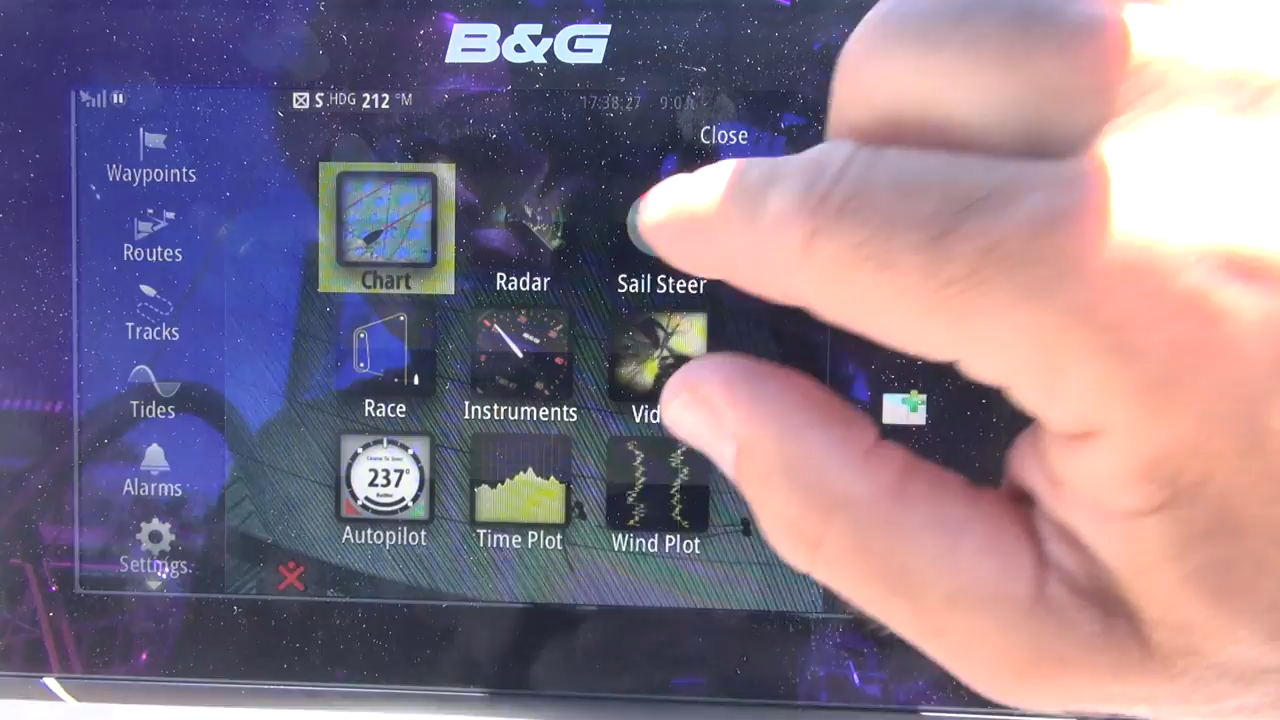 B&G
S HDG 212 °M
17:38:27
Close
Waypoints
Routes
Tracks
Tides
Alarms
Settings
Chart
Radar
Sail Steer
Race
Instruments
Autopilot
Time Plot
Wind Plot
237°